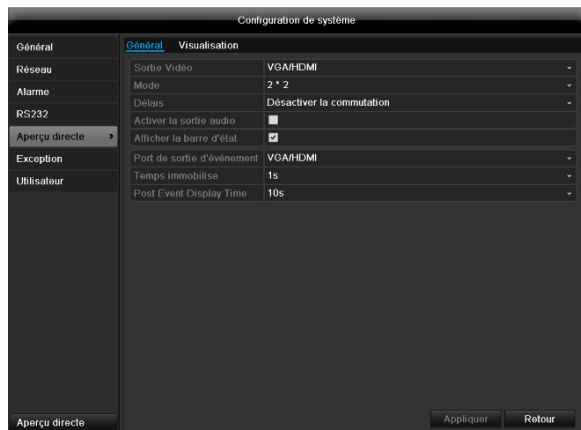 Configuration de système
Général
Réseau
Alarme
RS232
Aperçu directe >
Exception
Utilisateur
Aperçu directe
Général Visualisation
Sortie Vidéo VGA/HDMI
Mode 2 * 2
Délais Désactiver la commutation
Activer la sortie audio
Afficher la barre d'état
Port de sortie d'événement VGA/HDMI
Temps immobilise 1s
Post Event Display Time 10s
Appliquer Retour